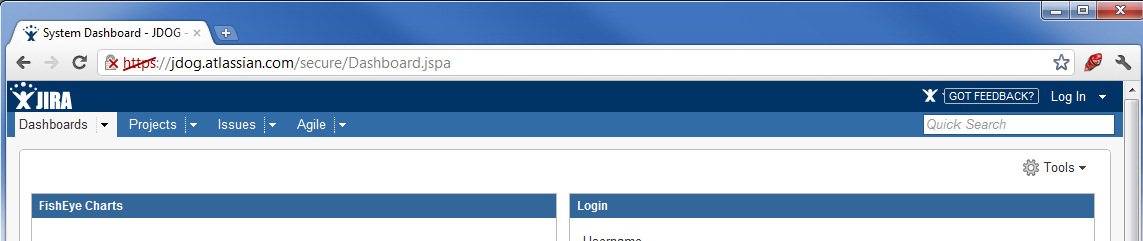 System Dashboard - JDOG -
https://jdog.atlassian.com/secure/Dashboard.jspa
JIRA
GOT FEEDBACK? Log In
Dashboards Projects Issues Agile Quick Search
Tools
FishEye Charts Login
Username